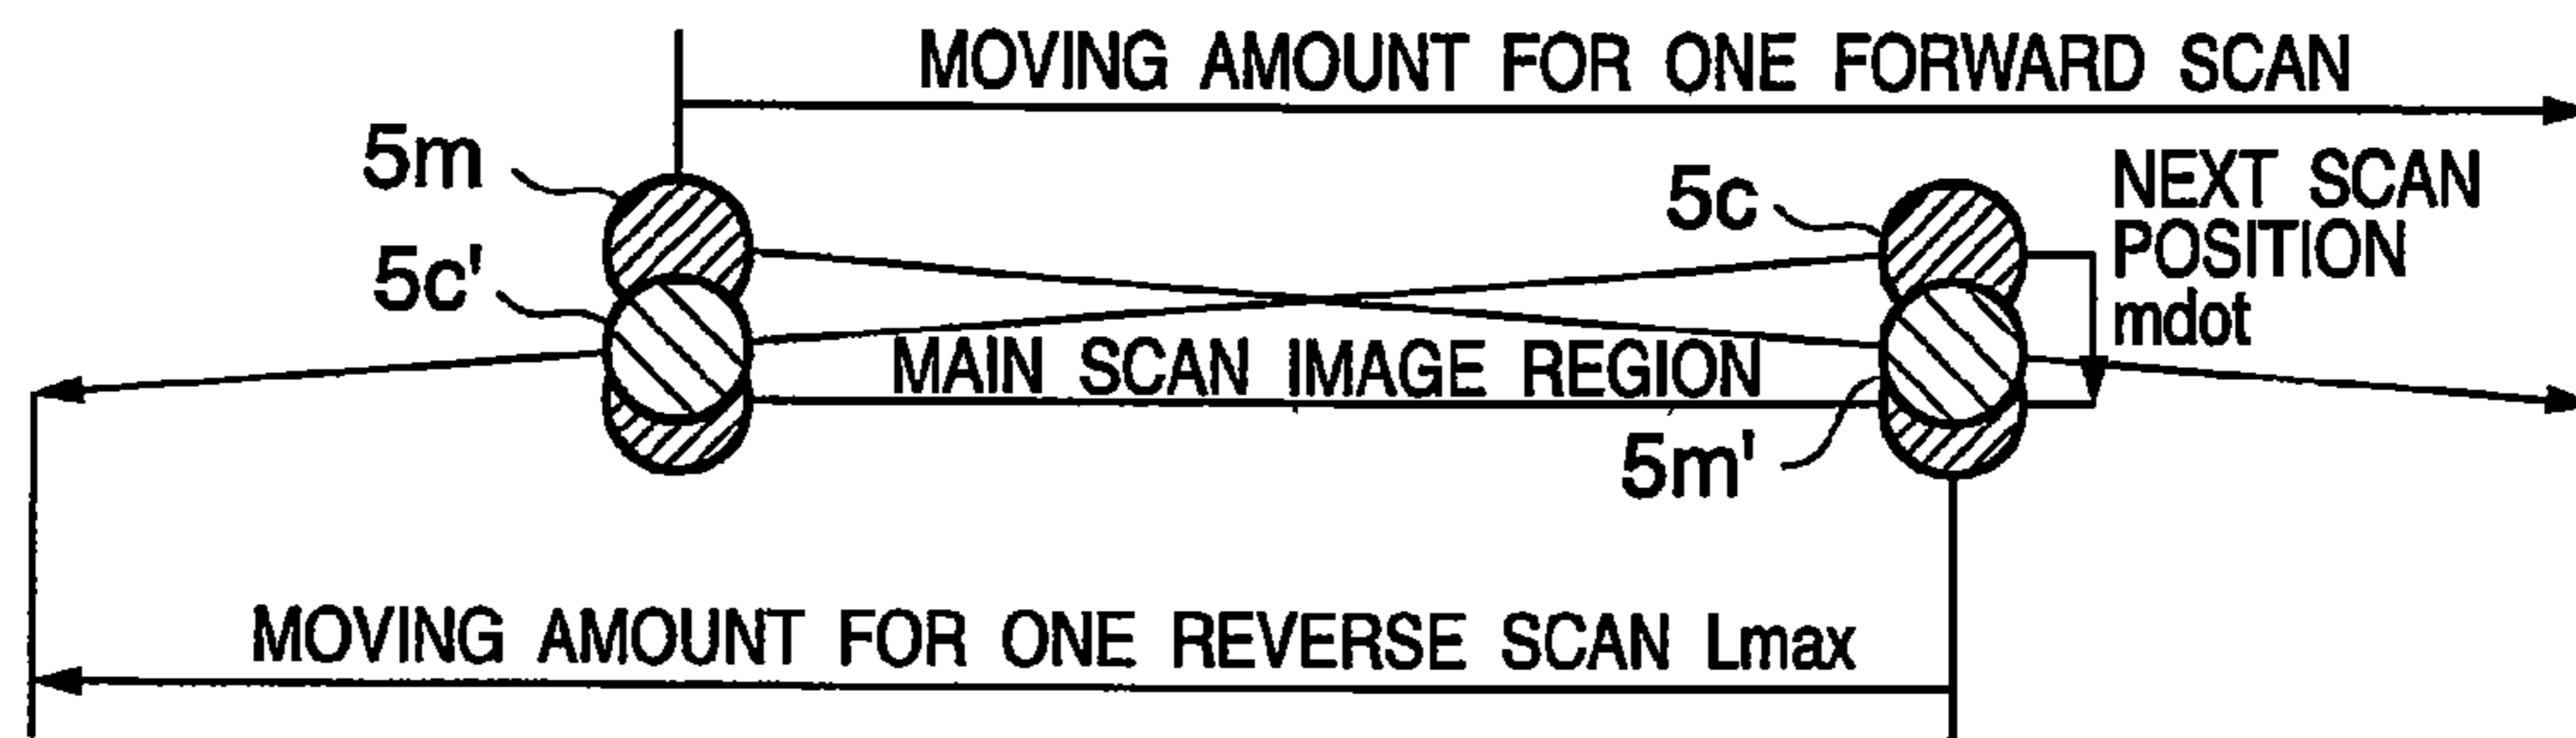 MOVING AMOUNT FOR ONE FORWARD SCAN
5m
5c
NEXT SCAN
POSITION
mdot
5c'
MAIN SCAN IMAGE REGION
5m'
MOVING AMOUNT FOR ONE REVERSE SCAN Lmax